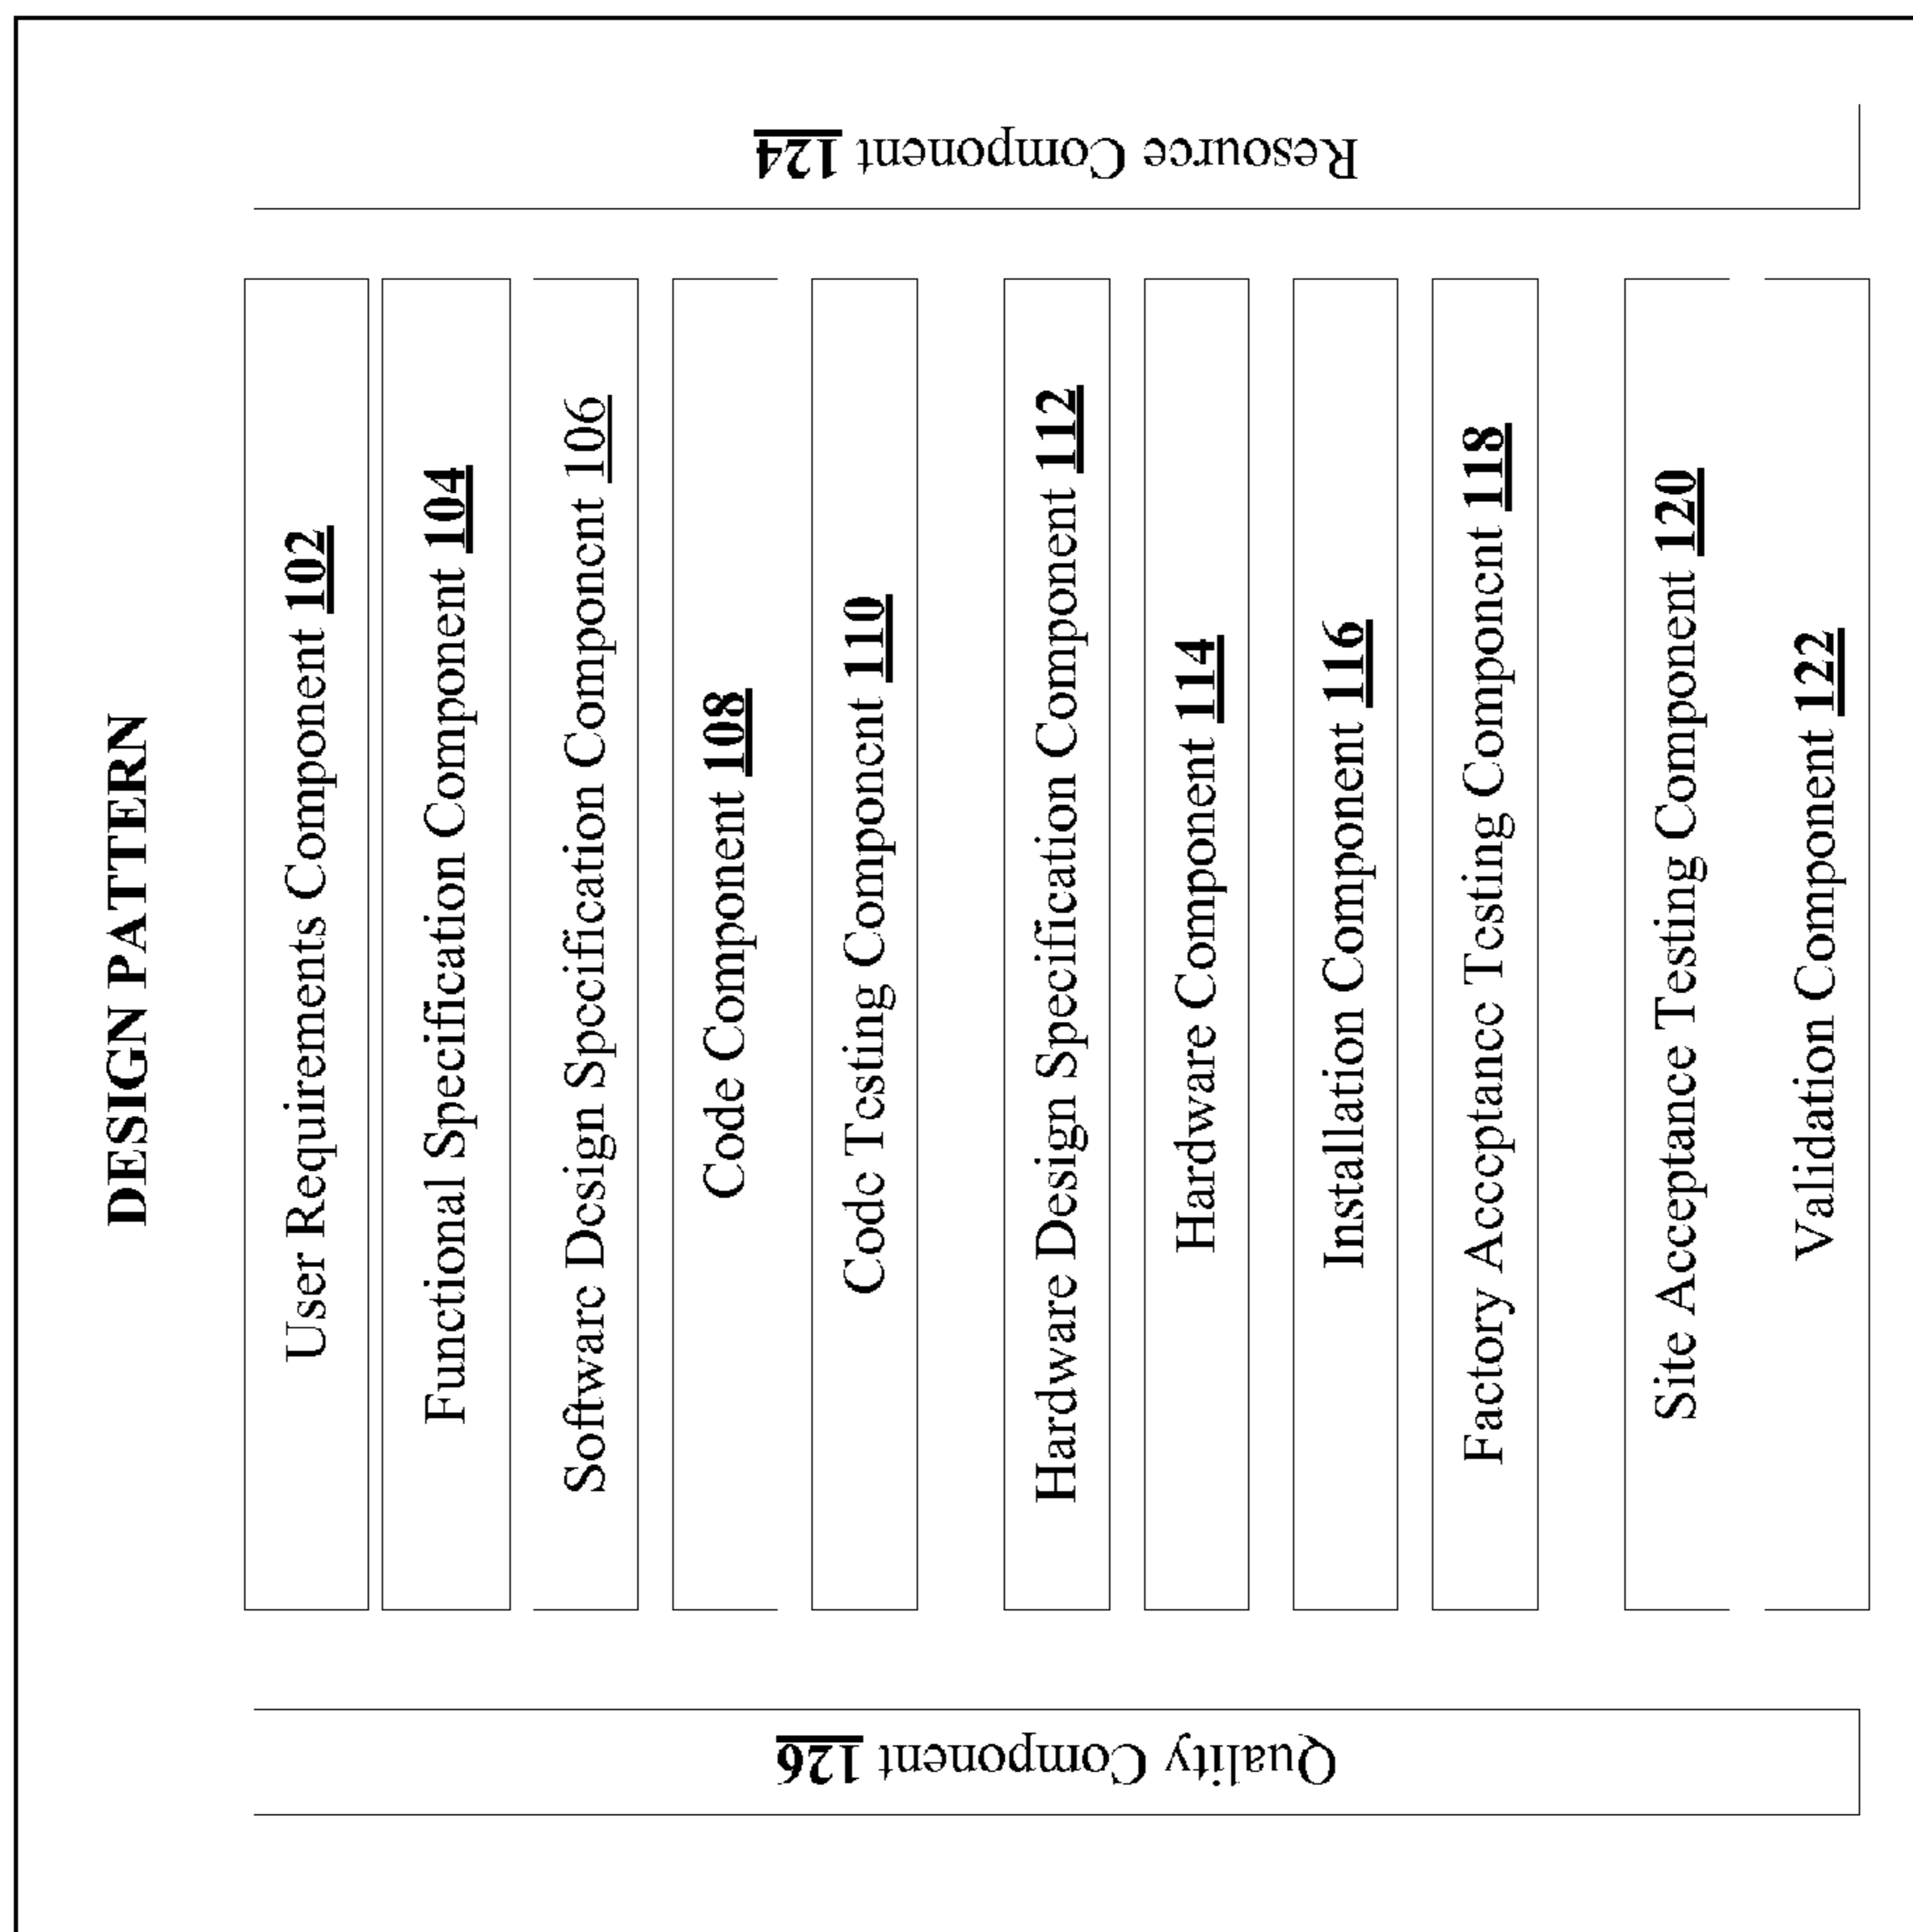 DESIGN PATTERN
User Requirements Component 102
Functional Specification Component 104
Software Design Specification Component 106
Code Component 108
Code Testing Component 110
Hardware Design Specification Component 112
Hardware Component 114
Installation Component 116
Factory Acceptance Testing Component 118
Site Acceptance Testing Component 120
Validation Component 122
Resource Component 124
Quality Component 126